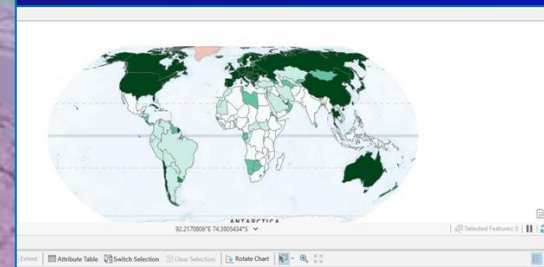 ANTARCTICA
92.2170806°E 74.3905434°S
Selected Features: 0
Extent
Attribute Table
Switch Selection
Clear Selection
Rotate Chart